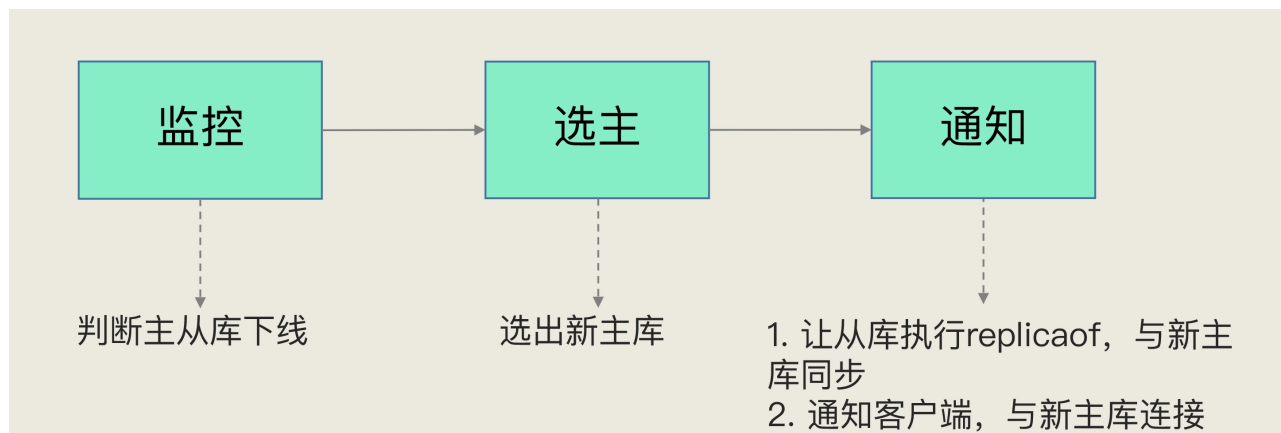 监控
选主
通知
判断主从库下线
选出新主库
1. 让从库执行replicaof，与新主
库同步
2. 通知客户端，与新主库连接